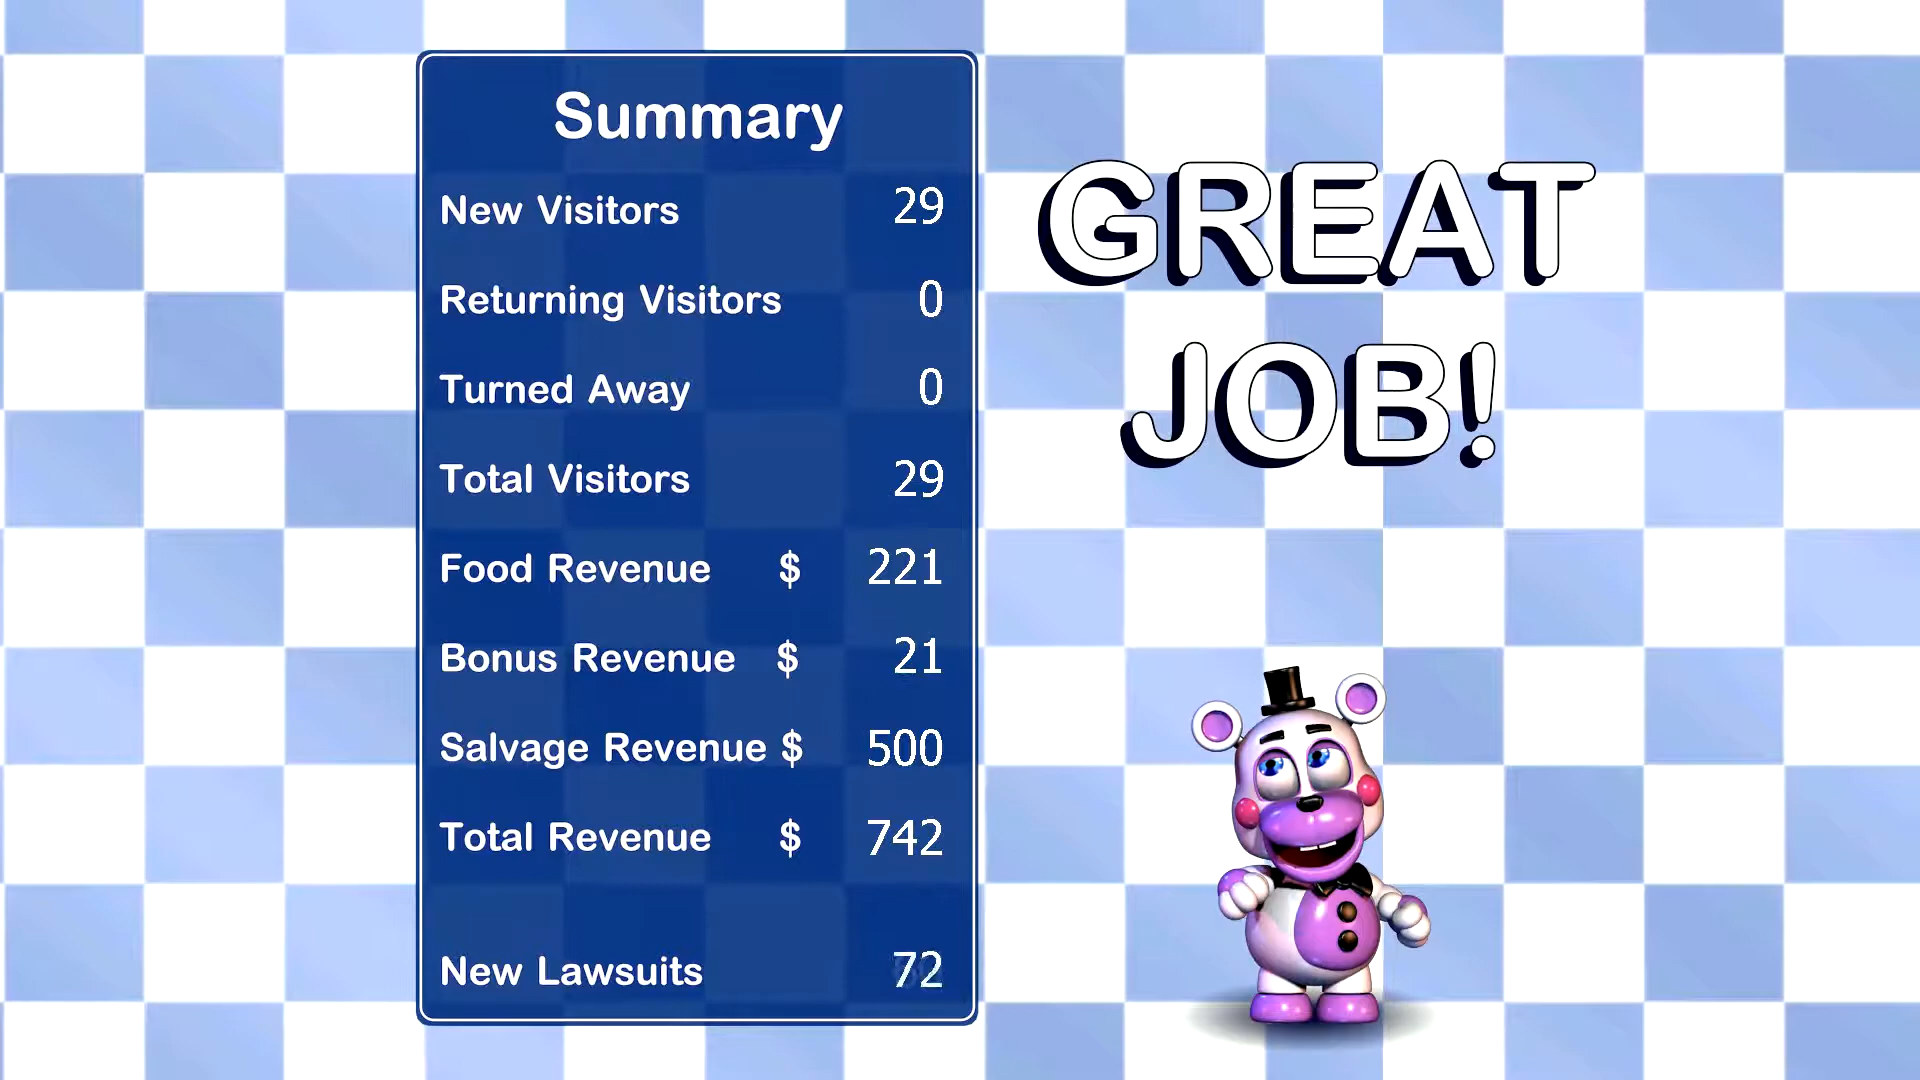 Summary
New Visitors 29
Returning Visitors 0
Turned Away 0
Total Visitors 29
Food Revenue $ 221
Bonus Revenue $ 21
Salvage Revenue $ 500
Total Revenue $ 742
New Lawsuits 72
GREAT
JOB!